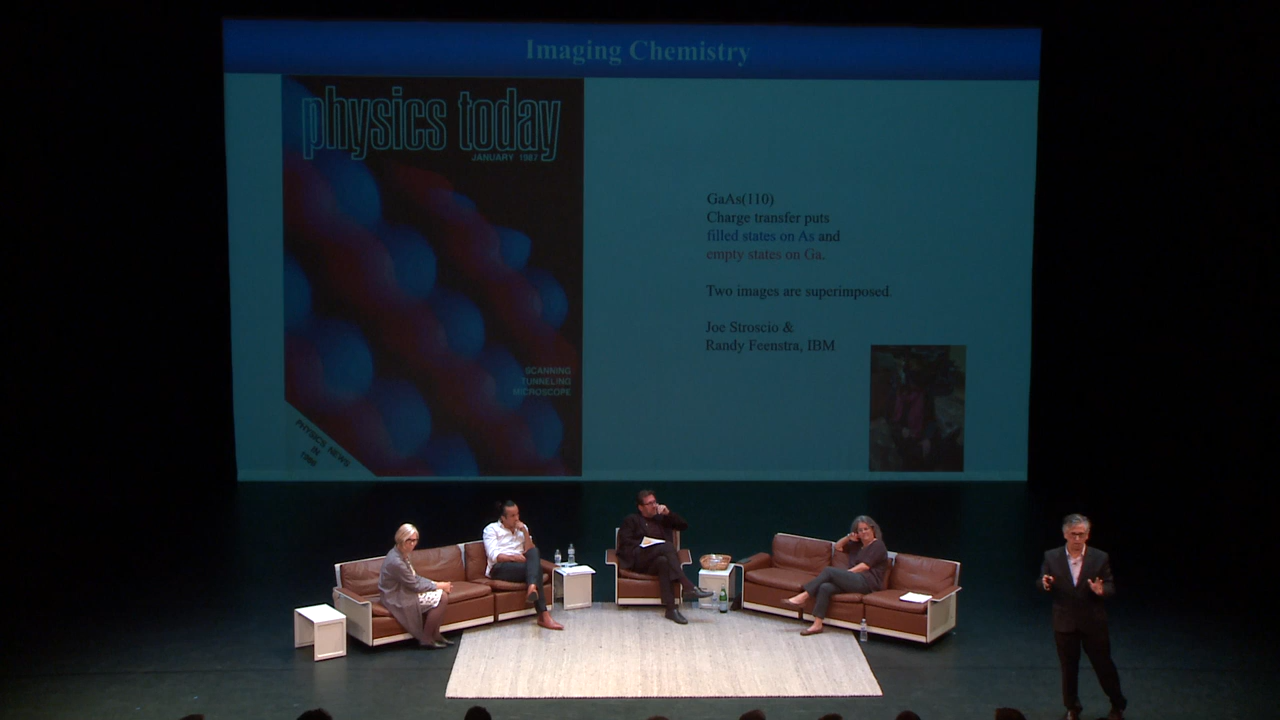 Imaging Chemistry
physics today
JANUARY 1987
GaAs(110)
Charge transfer puts
filled states on As and
empty states on Ga.
Two images are superimposed.
Joe Stroscio &
Randy Feenstra, IBM
SCANNING
TUNNELING
MICROSCOPE
PHYSICS NEWS
IN
1986